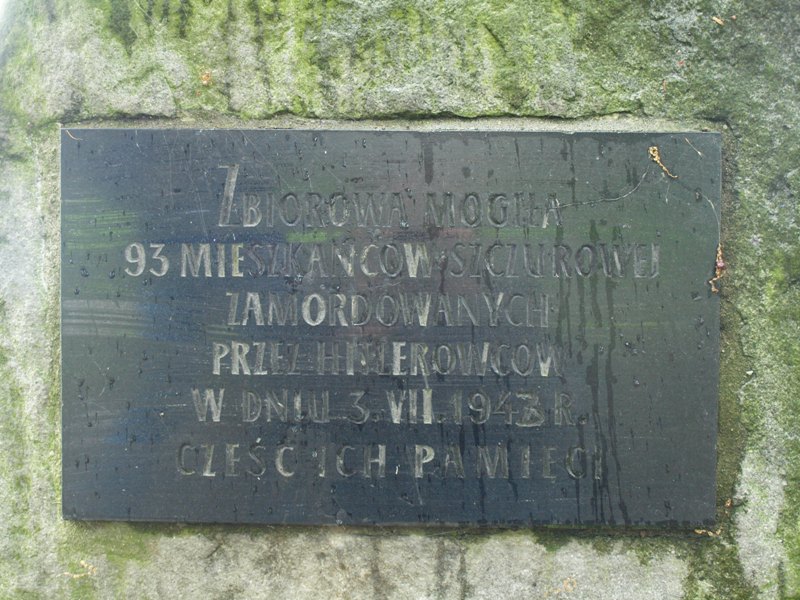 ZBIOROWA MOGIŁA
93 MIESZKAŃCÓW SZCZUROWEJ
ZAMORDOWANYCH
PRZEZ HITLEROWCÓW
W DNIU 3.VII.1943 R.
CZEŚĆ ICH PAMIĘCI